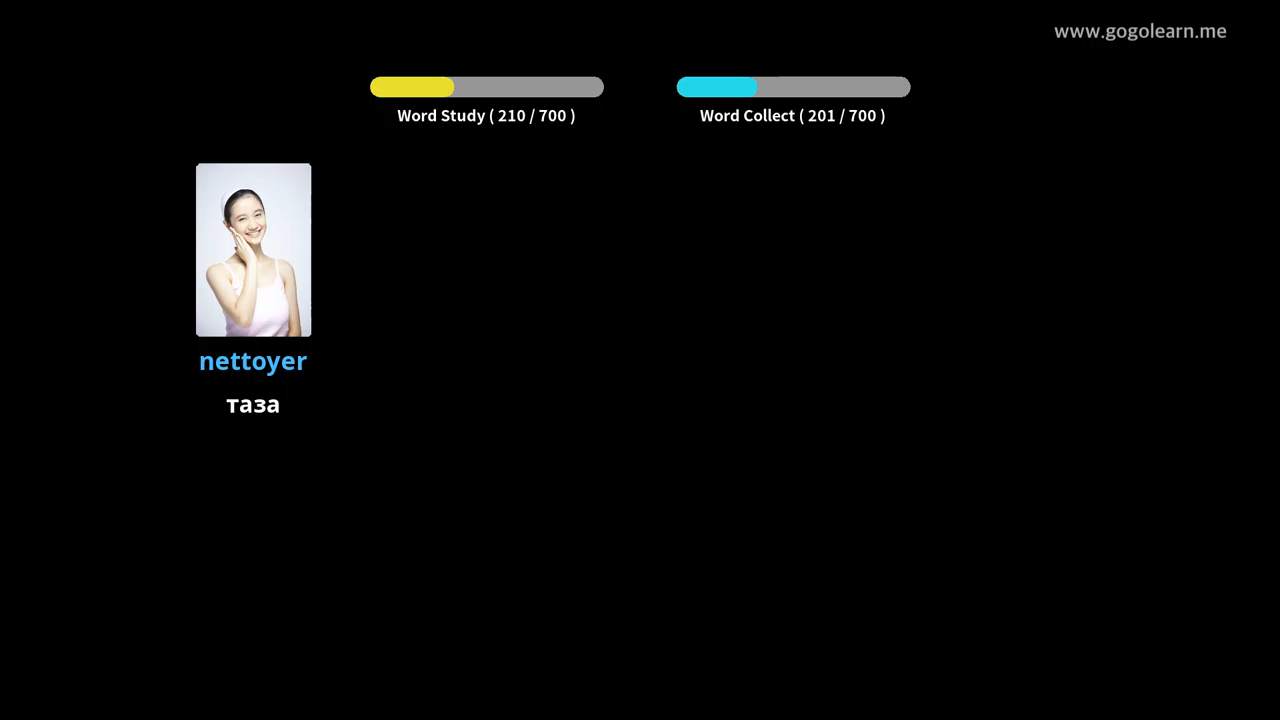 www.gogolearn.me
Word Study ( 210 / 700 )
Word Collect ( 201 / 700 )
nettoyer
таза